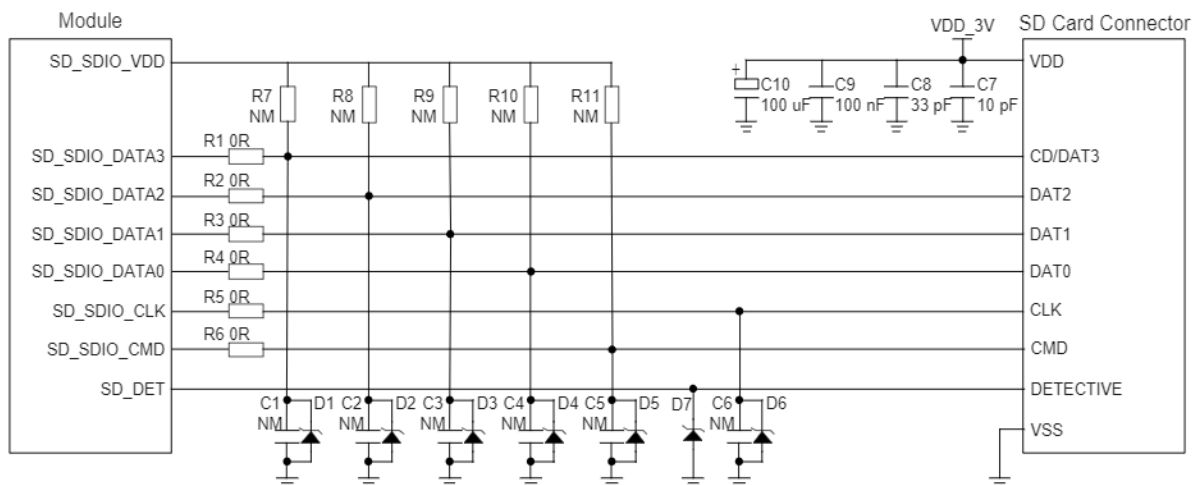 Module
VDD_3V
SD Card Connector
SD_SDIO_VDD
C10
C9
C8
C7
VDD
+
100 uF
100 nF
33 pF
10 pF
R7
NM
R8
NM
R9
NM
R10
NM
R11
NM
SD_SDIO_DATA3
R1 0R
CD/DAT3
SD_SDIO_DATA2
R2 0R
DAT2
SD_SDIO_DATA1
R3 0R
DAT1
SD_SDIO_DATA0
R4 0R
DAT0
SD_SDIO_CLK
R5 0R
CLK
SD_SDIO_CMD
R6 0R
CMD
SD_DET
DETECTIVE
C1
NM
D1
C2
NM
D2
C3
NM
D3
C4
NM
D4
C5
NM
D5
D7
C6
NM
D6
VSS